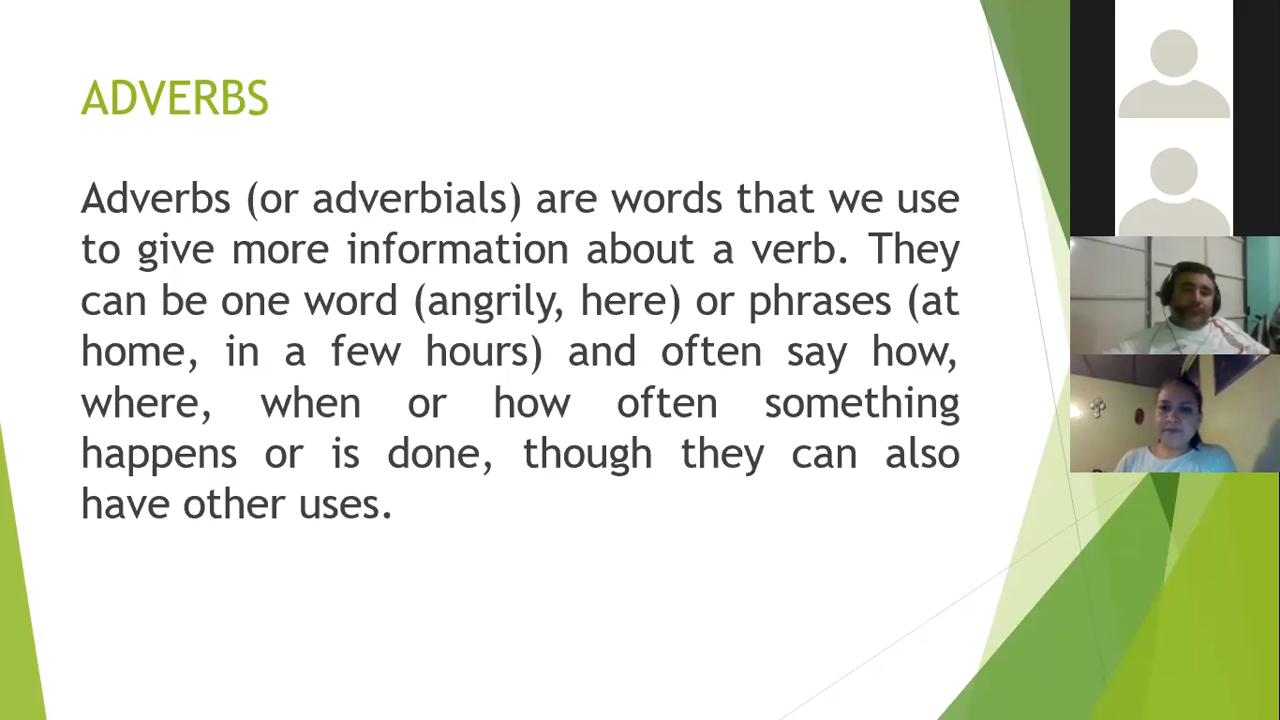 ADVERBS
Adverbs (or adverbials) are words that we use
to give more information about a verb. They
can be one word (angrily, here) or phrases (at
home, in a few hours) and often say how,
where, when or how often something
happens or is done, though they can also
have other uses.